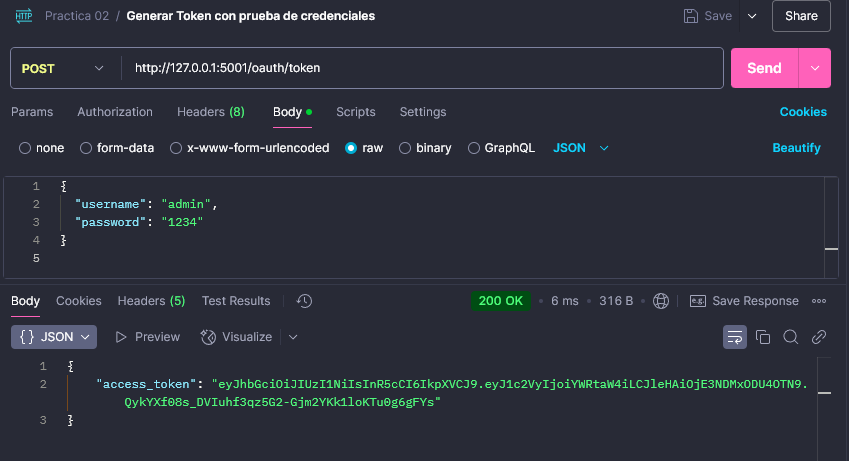 HTTP Practica 02 / Generar Token con prueba de credenciales Save Share
POST http://127.0.0.1:5001/oauth/token Send
Params Authorization Headers (8) Body Scripts Settings Cookies
none form-data x-www-form-urlencoded raw binary GraphQL JSON Beautify
1 {
2 "username": "admin",
3 "password": "1234"
4 }
5
Body Cookies Headers (5) Test Results 200 OK • 6 ms • 316 B • e.g. Save Response
{} JSON Preview Visualize
1 {
2 "access_token": "eyJhbGciOiJIUzI1NiIsInR5cCI6IkpXVCJ9.eyJ1c2VyIjoiYWRtaW4iLCJleHAiOjE3NDMxODU4OTN9.
QykYXf08s_DVIuhf3qz5G2-Gjm2YKk1loKTu0g6gFYs"
3 }